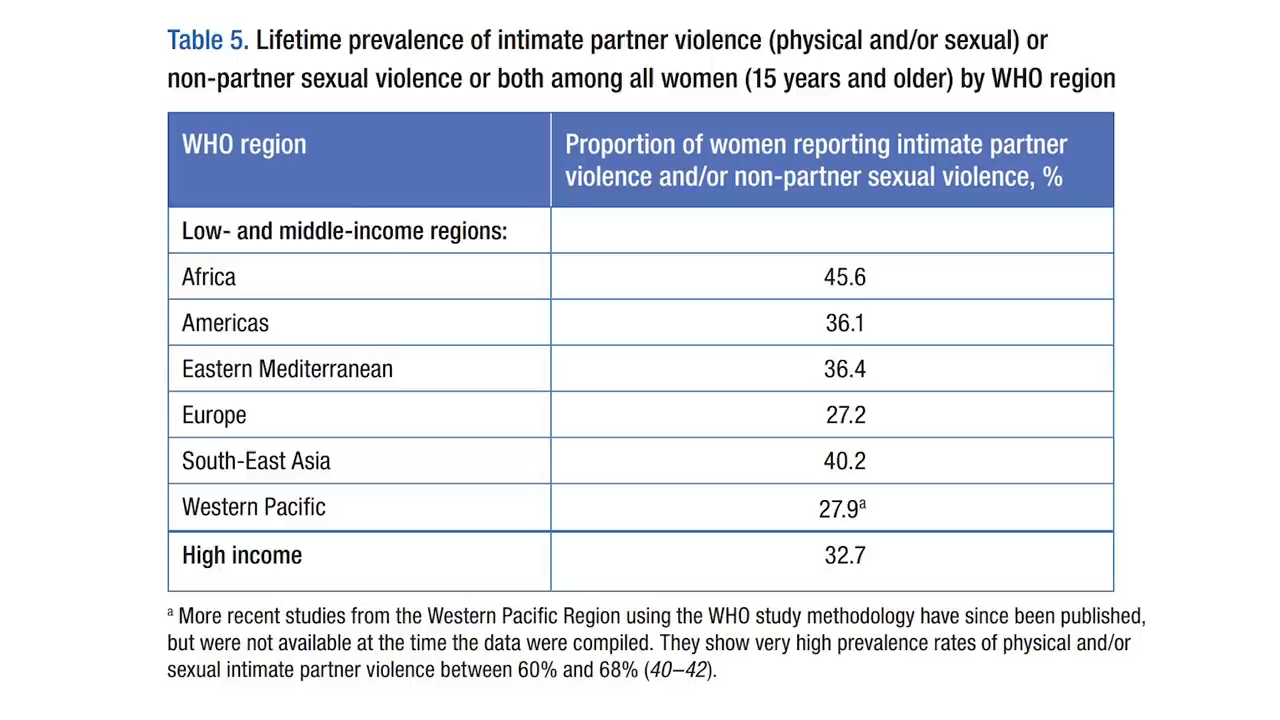 Table 5. Lifetime prevalence of intimate partner violence (physical and/or sexual) or
non-partner sexual violence or both among all women (15 years and older) by WHO region
WHO region
Proportion of women reporting intimate partner
violence and/or non-partner sexual violence, %
Low- and middle-income regions:
Africa 45.6
Americas 36.1
Eastern Mediterranean 36.4
Europe 27.2
South-East Asia 40.2
Western Pacific 27.9ᵃ
High income 32.7
ᵃ More recent studies from the Western Pacific Region using the WHO study methodology have since been published,
but were not available at the time the data were compiled. They show very high prevalence rates of physical and/or
sexual intimate partner violence between 60% and 68% (40–42).